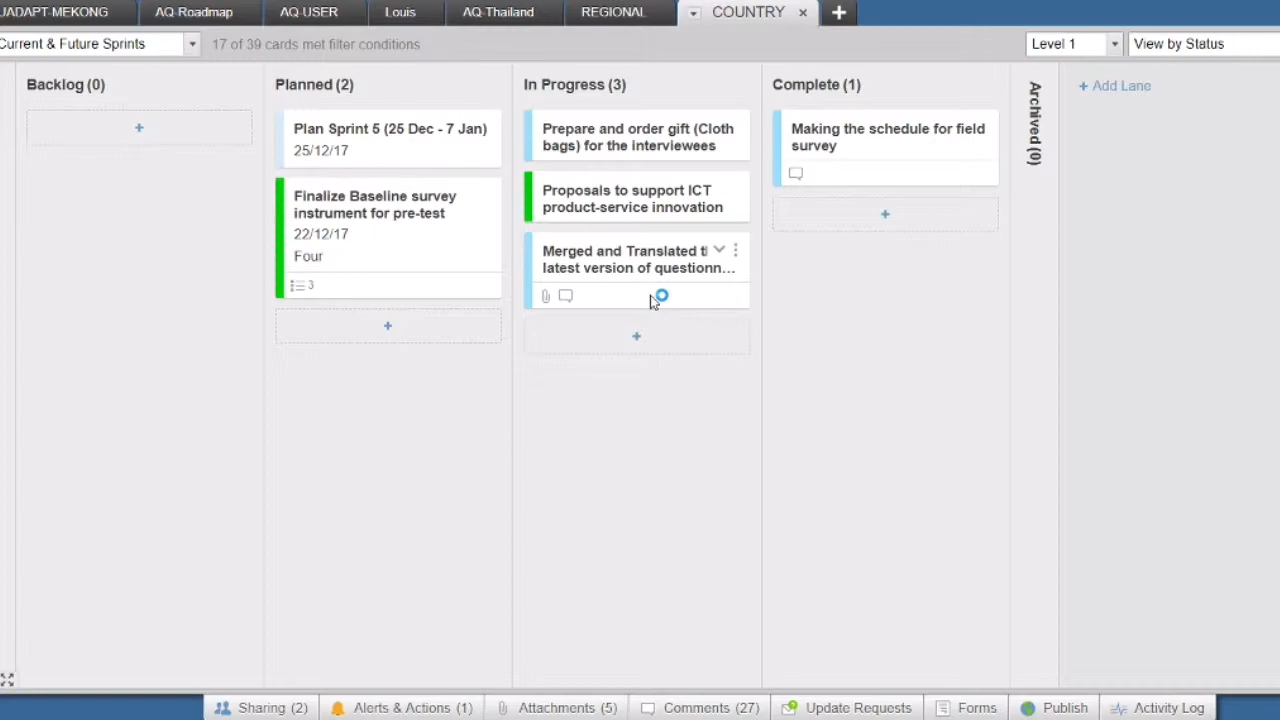 JADAPT-MEKONG
AQ-Roadmap
AQ-USER
Louis
AQ-Thailand
REGIONAL
COUNTRY
Current & Future Sprints
17 of 39 cards met filter conditions
Level 1
View by Status
Backlog (0)
Planned (2)
Plan Sprint 5 (25 Dec - 7 Jan)
25/12/17
Finalize Baseline survey
instrument for pre-test
22/12/17
Four
3
In Progress (3)
Prepare and order gift (Cloth
bags) for the interviewees
Proposals to support ICT
product-service innovation
Merged and Translated
latest version of questionn...
Complete (1)
Making the schedule for field
survey
Archived (0)
+ Add Lane
Sharing (2)
Alerts & Actions (1)
Attachments (5)
Comments (27)
Update Requests
Forms
Publish
Activity Log